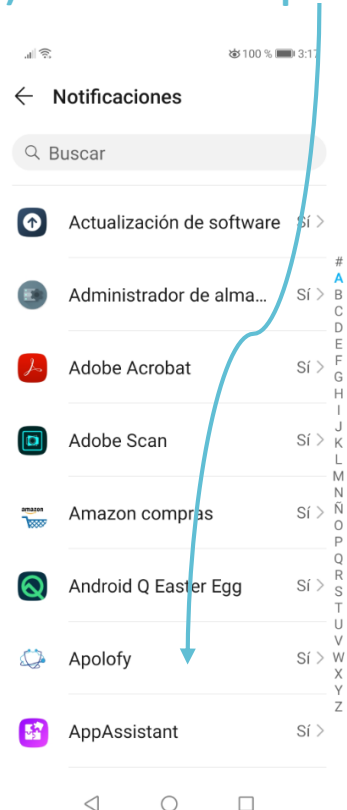 100 % 3:17
Notificaciones
Buscar
Actualización de software Sí
Administrador de alma... Sí
Adobe Acrobat Sí
Adobe Scan Sí
amazon
Amazon compras Sí
Android Q Easter Egg Sí
Apolofy Sí
AppAssistant Sí
#
A
B
C
D
E
F
G
H
I
J
K
L
M
N
Ñ
O
P
Q
R
S
T
U
V
W
X
Y
Z